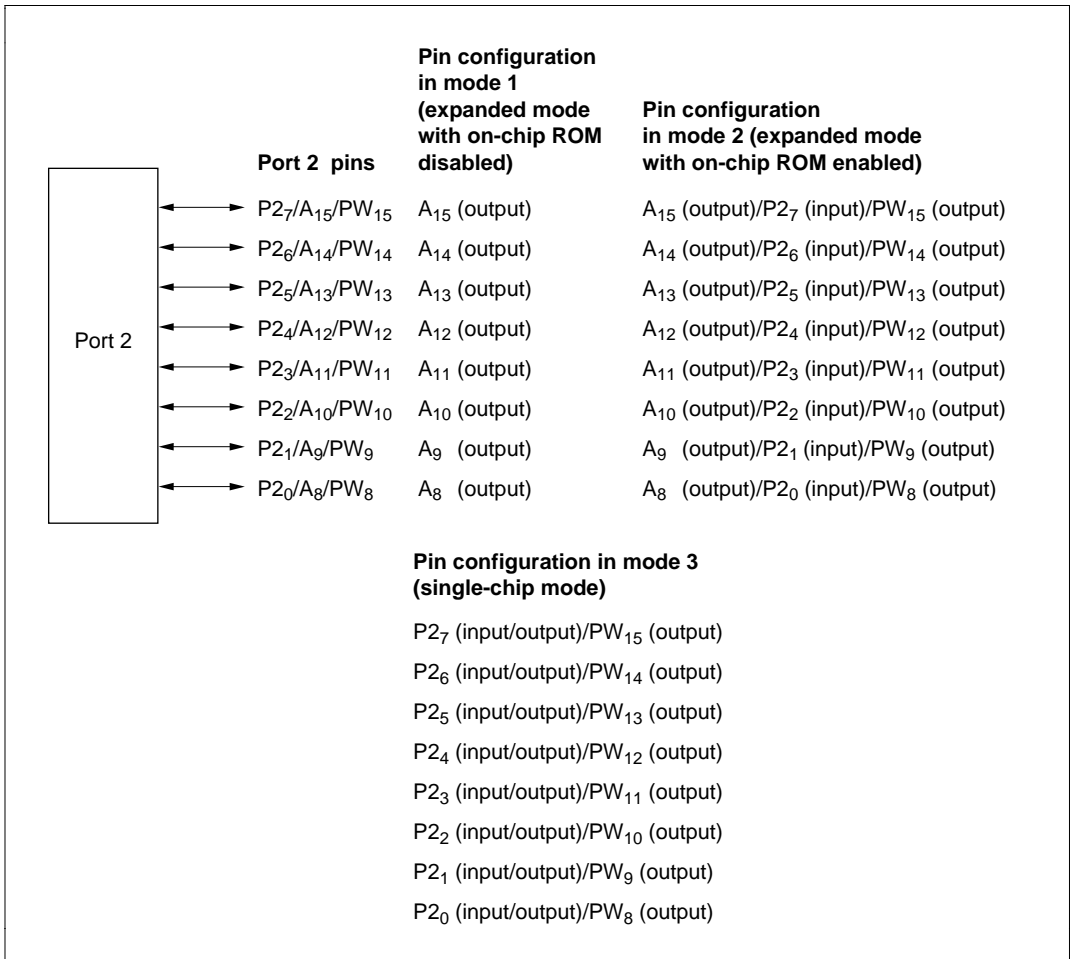 Pin configuration
in mode 1
(expanded mode
with on-chip ROM
disabled)
Pin configuration
in mode 2 (expanded mode
with on-chip ROM enabled)
Port 2 pins
Port 2
P2₇/A₁₅/PW₁₅ A₁₅ (output) A₁₅ (output)/P2₇ (input)/PW₁₅ (output)
P2₆/A₁₄/PW₁₄ A₁₄ (output) A₁₄ (output)/P2₆ (input)/PW₁₄ (output)
P2₅/A₁₃/PW₁₃ A₁₃ (output) A₁₃ (output)/P2₅ (input)/PW₁₃ (output)
P2₄/A₁₂/PW₁₂ A₁₂ (output) A₁₂ (output)/P2₄ (input)/PW₁₂ (output)
P2₃/A₁₁/PW₁₁ A₁₁ (output) A₁₁ (output)/P2₃ (input)/PW₁₁ (output)
P2₂/A₁₀/PW₁₀ A₁₀ (output) A₁₀ (output)/P2₂ (input)/PW₁₀ (output)
P2₁/A₉/PW₉ A₉ (output) A₉ (output)/P2₁ (input)/PW₉ (output)
P2₀/A₈/PW₈ A₈ (output) A₈ (output)/P2₀ (input)/PW₈ (output)
Pin configuration in mode 3
(single-chip mode)
P2₇ (input/output)/PW₁₅ (output)
P2₆ (input/output)/PW₁₄ (output)
P2₅ (input/output)/PW₁₃ (output)
P2₄ (input/output)/PW₁₂ (output)
P2₃ (input/output)/PW₁₁ (output)
P2₂ (input/output)/PW₁₀ (output)
P2₁ (input/output)/PW₉ (output)
P2₀ (input/output)/PW₈ (output)